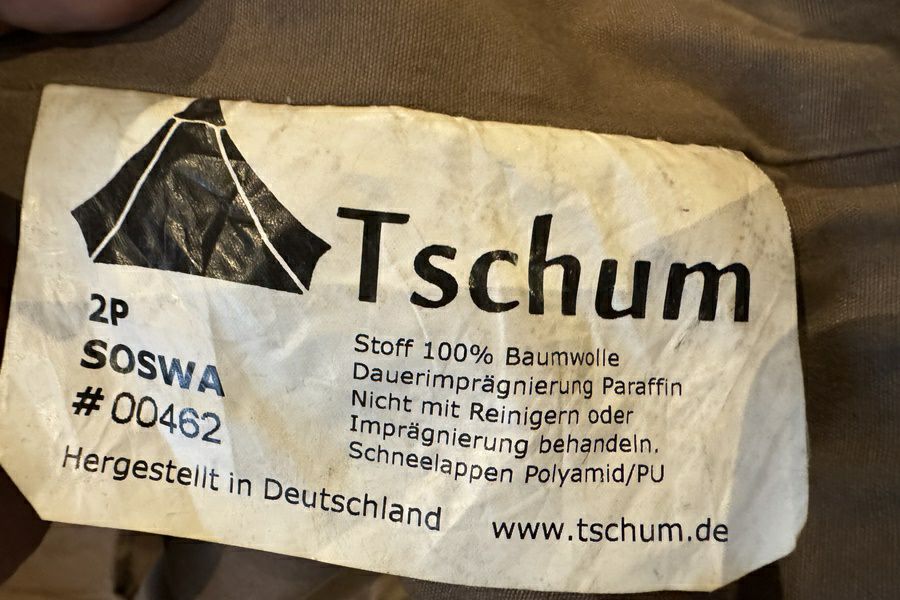 Tschum
2P
SOSWA
#00462
Stoff 100% Baumwolle
Dauerimprägnierung Paraffin
Nicht mit Reinigern oder
Imprägnierung behandeln.
Schneelappen Polyamid/PU
Hergestellt in Deutschland
www.tschum.de